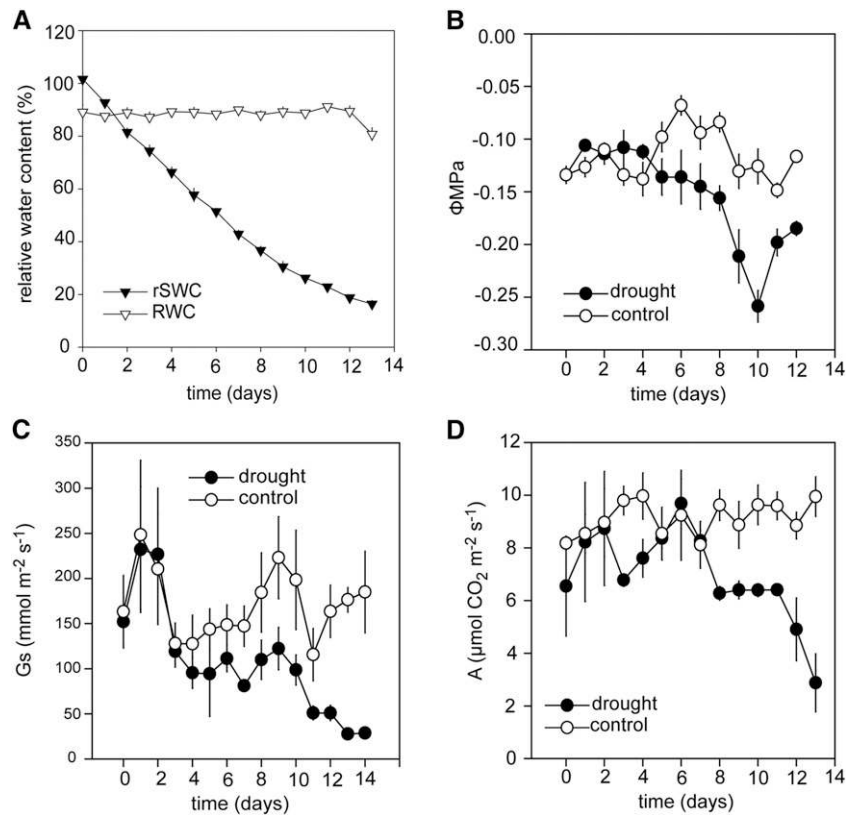 A
relative water content (%)
120
100
80
60
40
20
0
rSWC
RWC
0 2 4 6 8 10 12 14
time (days)
B
ΦMPa
0.00
-0.05
-0.10
-0.15
-0.20
-0.25
-0.30
drought
control
0 2 4 6 8 10 12 14
time (days)
C
Gs (mmol m⁻² s⁻¹)
350
300
250
200
150
100
50
0
drought
control
0 2 4 6 8 10 12 14
time (days)
D
A (µmol CO₂ m⁻² s⁻¹)
12
10
8
6
4
2
0
drought
control
0 2 4 6 8 10 12 14
time (days)